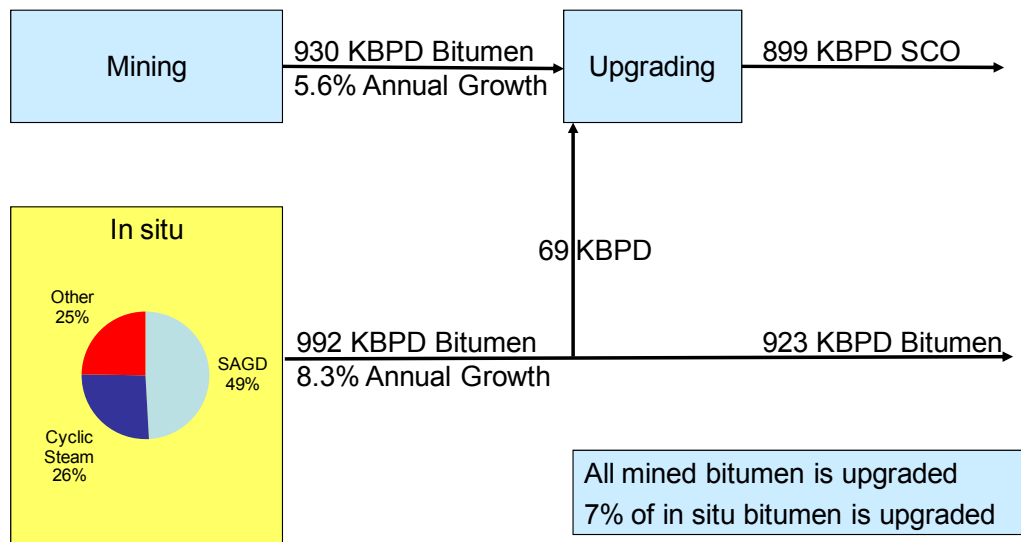 Mining
930 KBPD Bitumen
5.6% Annual Growth
Upgrading
899 KBPD SCO
In situ
Other
25%
SAGD
49%
Cyclic
Steam
26%
69 KBPD
992 KBPD Bitumen
8.3% Annual Growth
923 KBPD Bitumen
All mined bitumen is upgraded
7% of in situ bitumen is upgraded